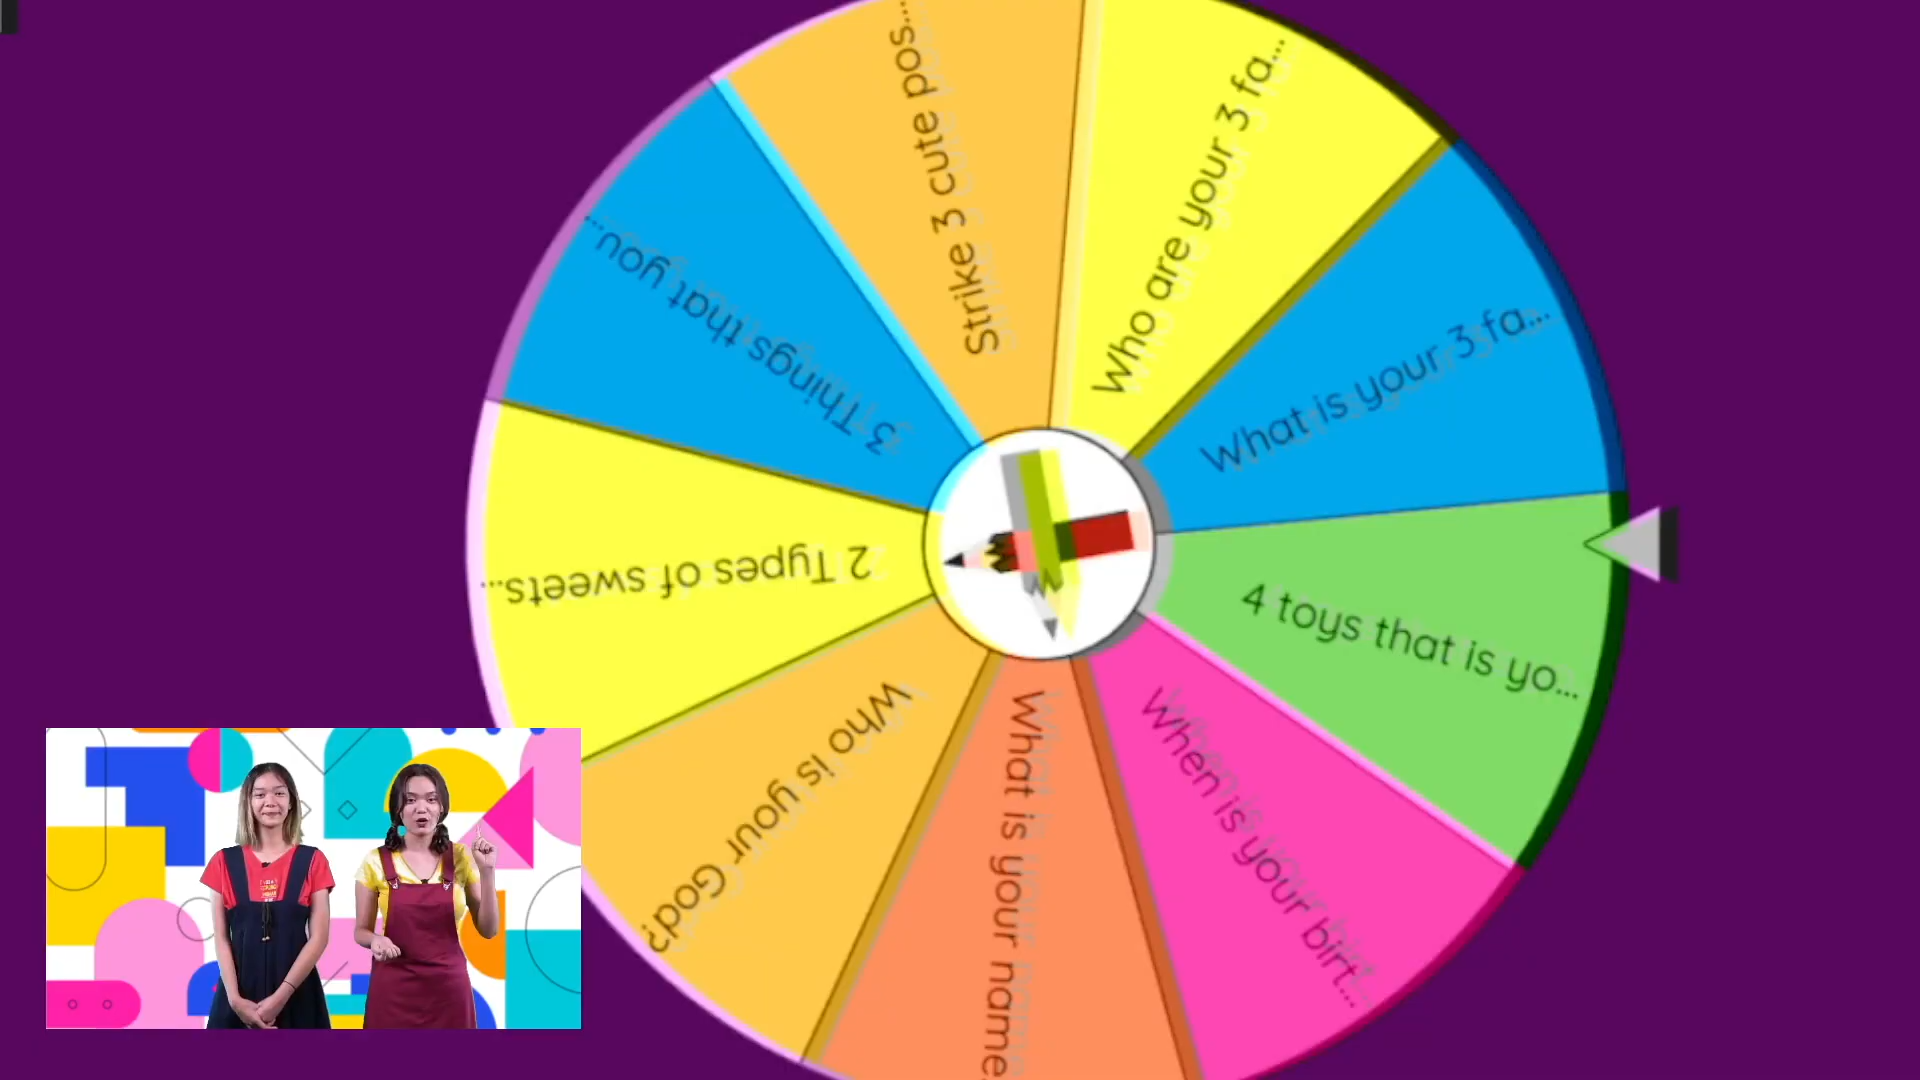 Strike 3 cute pos...
Who are your 3 fa...
What is your 3 fa...
4 toys that is yo...
When is your birt...
What is your name
Who is your God?
2 Types of sweets...
3 Things that you...